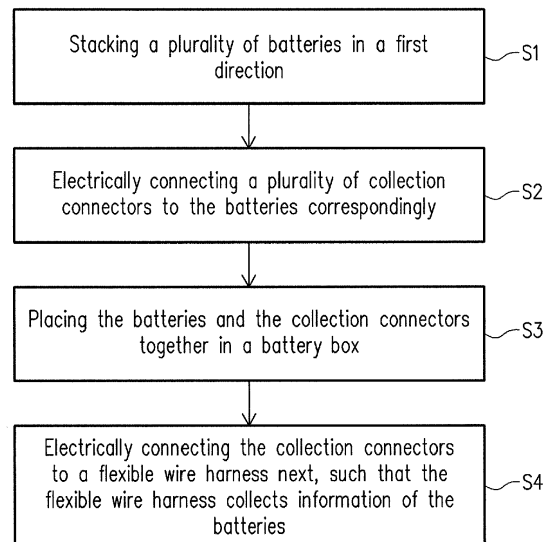 Stacking a plurality of batteries in a first
direction
S1
Electrically connecting a plurality of collection
connectors to the batteries correspondingly
S2
Placing the batteries and the collection connectors
together in a battery box
S3
Electrically connecting the collection connectors
to a flexible wire harness next, such that the
flexible wire harness collects information of the
batteries
S4